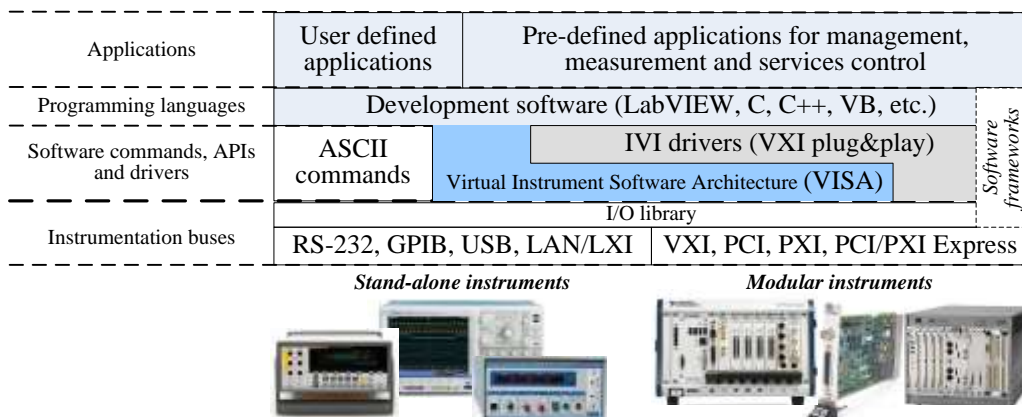 Applications
User defined
applications
Pre-defined applications for management,
measurement and services control
Programming languages
Development software (LabVIEW, C, C++, VB, etc.)
Software commands, APIs
and drivers
ASCII
commands
IVI drivers (VXI plug&play)
Virtual Instrument Software Architecture (VISA)
Software
frameworks
Instrumentation buses
I/O library
RS-232, GPIB, USB, LAN/LXI
VXI, PCI, PXI, PCI/PXI Express
Stand-alone instruments
Modular instruments